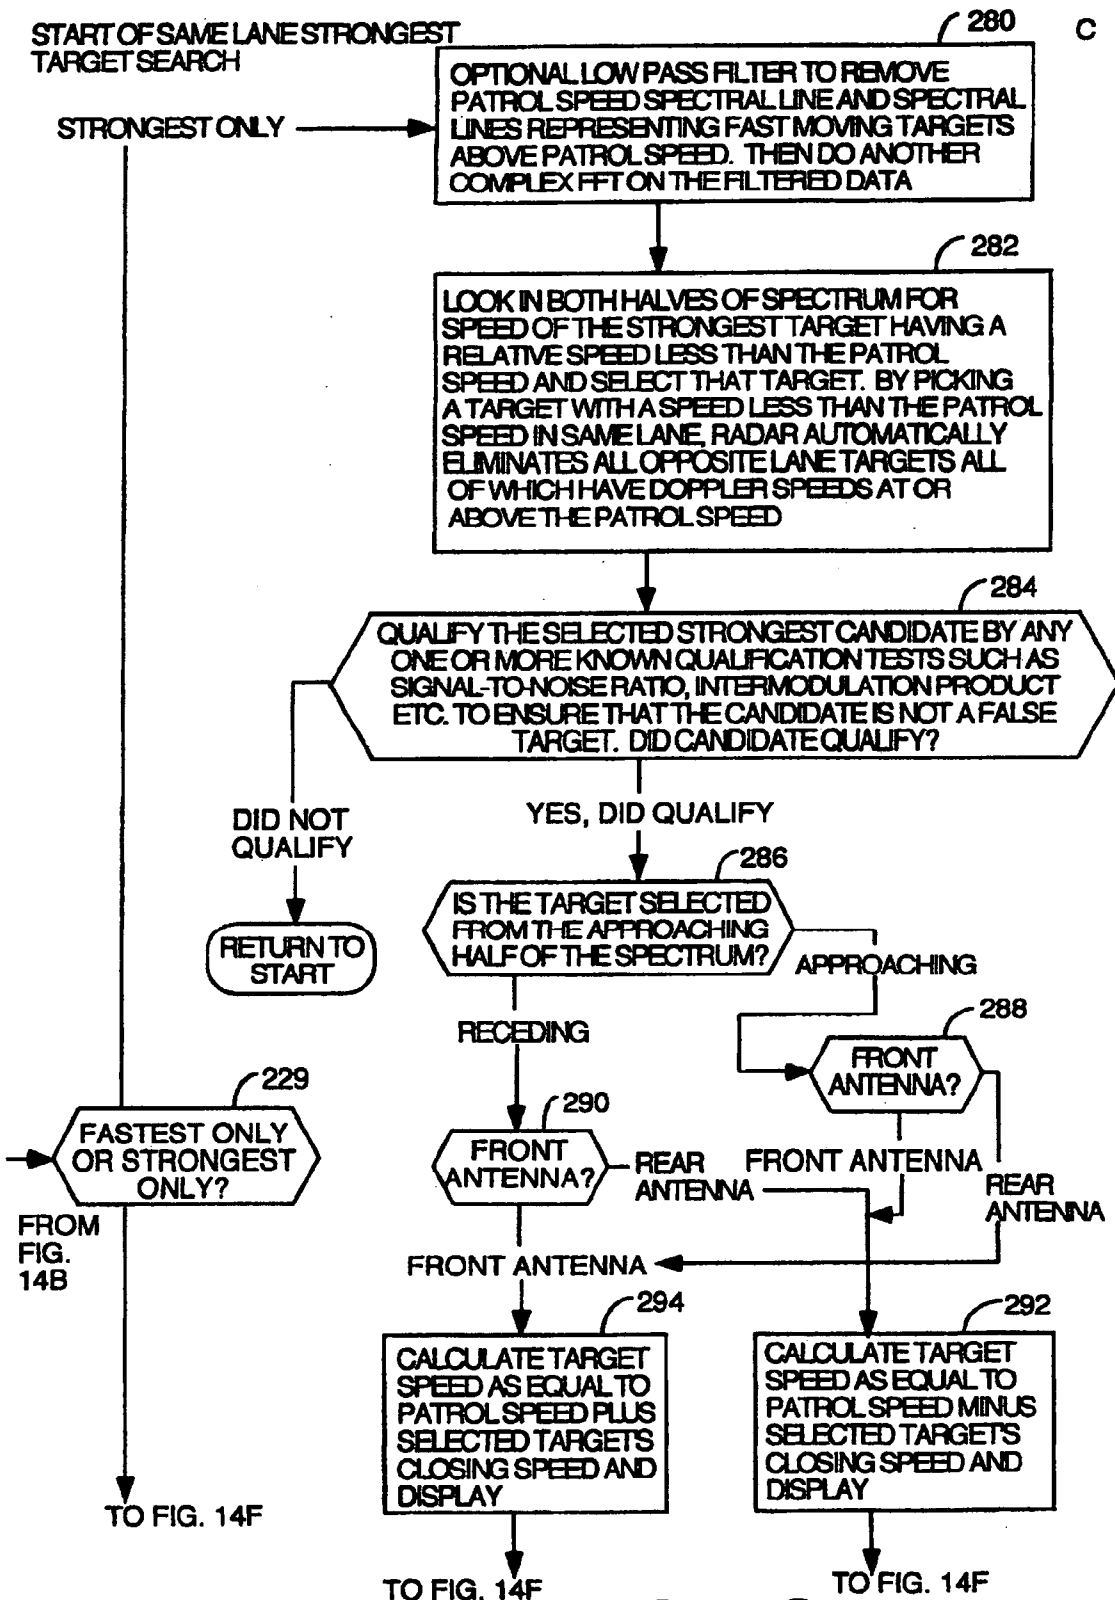 START OF SAME LANE STRONGEST
TARGET SEARCH
280
C
STRONGEST ONLY
OPTIONAL LOW PASS FILTER TO REMOVE
PATROL SPEED SPECTRAL LINE AND SPECTRAL
LINES REPRESENTING FAST MOVING TARGETS
ABOVE PATROL SPEED. THEN DO ANOTHER
COMPLEX FFT ON THE FILTERED DATA
282
LOOK IN BOTH HALVES OF SPECTRUM FOR
SPEED OF THE STRONGEST TARGET HAVING A
RELATIVE SPEED LESS THAN THE PATROL
SPEED AND SELECT THAT TARGET. BY PICKING
A TARGET WITH A SPEED LESS THAN THE PATROL
SPEED IN SAME LANE, RADAR AUTOMATICALLY
ELIMINATES ALL OPPOSITE LANE TARGETS ALL
OF WHICH HAVE DOPPLER SPEEDS AT OR
ABOVE THE PATROL SPEED
284
QUALIFY THE SELECTED STRONGEST CANDIDATE BY ANY
ONE OR MORE KNOWN QUALIFICATION TESTS SUCH AS
SIGNAL-TO-NOISE RATIO, INTERMODULATION PRODUCT
ETC. TO ENSURE THAT THE CANDIDATE IS NOT A FALSE
TARGET. DID CANDIDATE QUALIFY?
DID NOT
QUALIFY
YES, DID QUALIFY
RETURN TO
START
286
IS THE TARGET SELECTED
FROM THE APPROACHING
HALF OF THE SPECTRUM?
APPROACHING
RECEDING
288
FRONT
ANTENNA?
229
FASTEST ONLY
OR STRONGEST
ONLY?
FROM
FIG.
14B
290
FRONT
ANTENNA?
REAR
ANTENNA
FRONT ANTENNA
REAR
ANTENNA
FRONT ANTENNA
294
CALCULATE TARGET
SPEED AS EQUAL TO
PATROL SPEED PLUS
SELECTED TARGETS
CLOSING SPEED AND
DISPLAY
292
CALCULATE TARGET
SPEED AS EQUAL TO
PATROL SPEED MINUS
SELECTED TARGET'S
CLOSING SPEED AND
DISPLAY
TO FIG. 14F
TO FIG. 14F
TO FIG. 14F